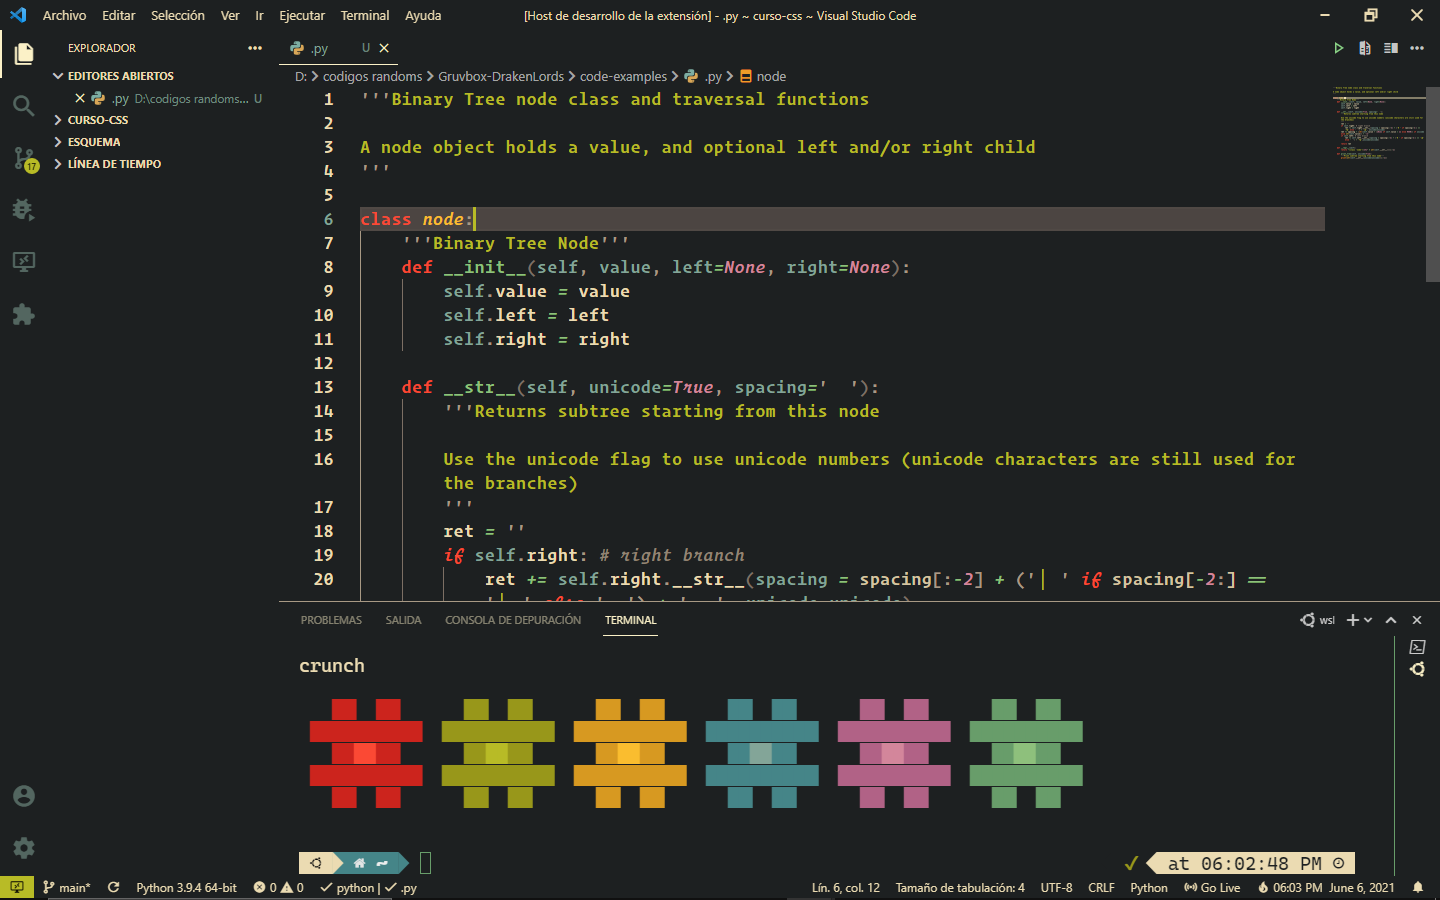 Archivo Editar Selección Ver Ir Ejecutar Terminal Ayuda [Host de desarrollo de la extensión] - .py ~ curso-css ~ Visual Studio Code
EXPLORADOR
EDITORES ABIERTOS
.py D:\codigos randoms... U
CURSO-CSS
ESQUEMA
LÍNEA DE TIEMPO
17
.py U
D: > codigos randoms > Gruvbox-DrakenLords > code-examples > .py > node
1 '''Binary Tree node class and traversal functions
2
3 A node object holds a value, and optional left and/or right child
4 '''
5
6 class node:
7 '''Binary Tree Node'''
8 def __init__(self, value, left=None, right=None):
9 self.value = value
10 self.left = left
11 self.right = right
12
13 def __str__(self, unicode=True, spacing='  '):
14 '''Returns subtree starting from this node
15
16 Use the unicode flag to use unicode numbers (unicode characters are still used for
the branches)
17 '''
18 ret = ''
19 if self.right: # right branch
20 ret += self.right.__str__(spacing = spacing[:-2] + ('│ ' if spacing[-2:] ==
PROBLEMAS SALIDA CONSOLA DE DEPURACIÓN TERMINAL wsl
crunch
at 06:02:48 PM
main* Python 3.9.4 64-bit 0 0 python | .py Lín. 6, col. 12 Tamaño de tabulación: 4 UTF-8 CRLF Python Go Live 06:03 PM June 6, 2021